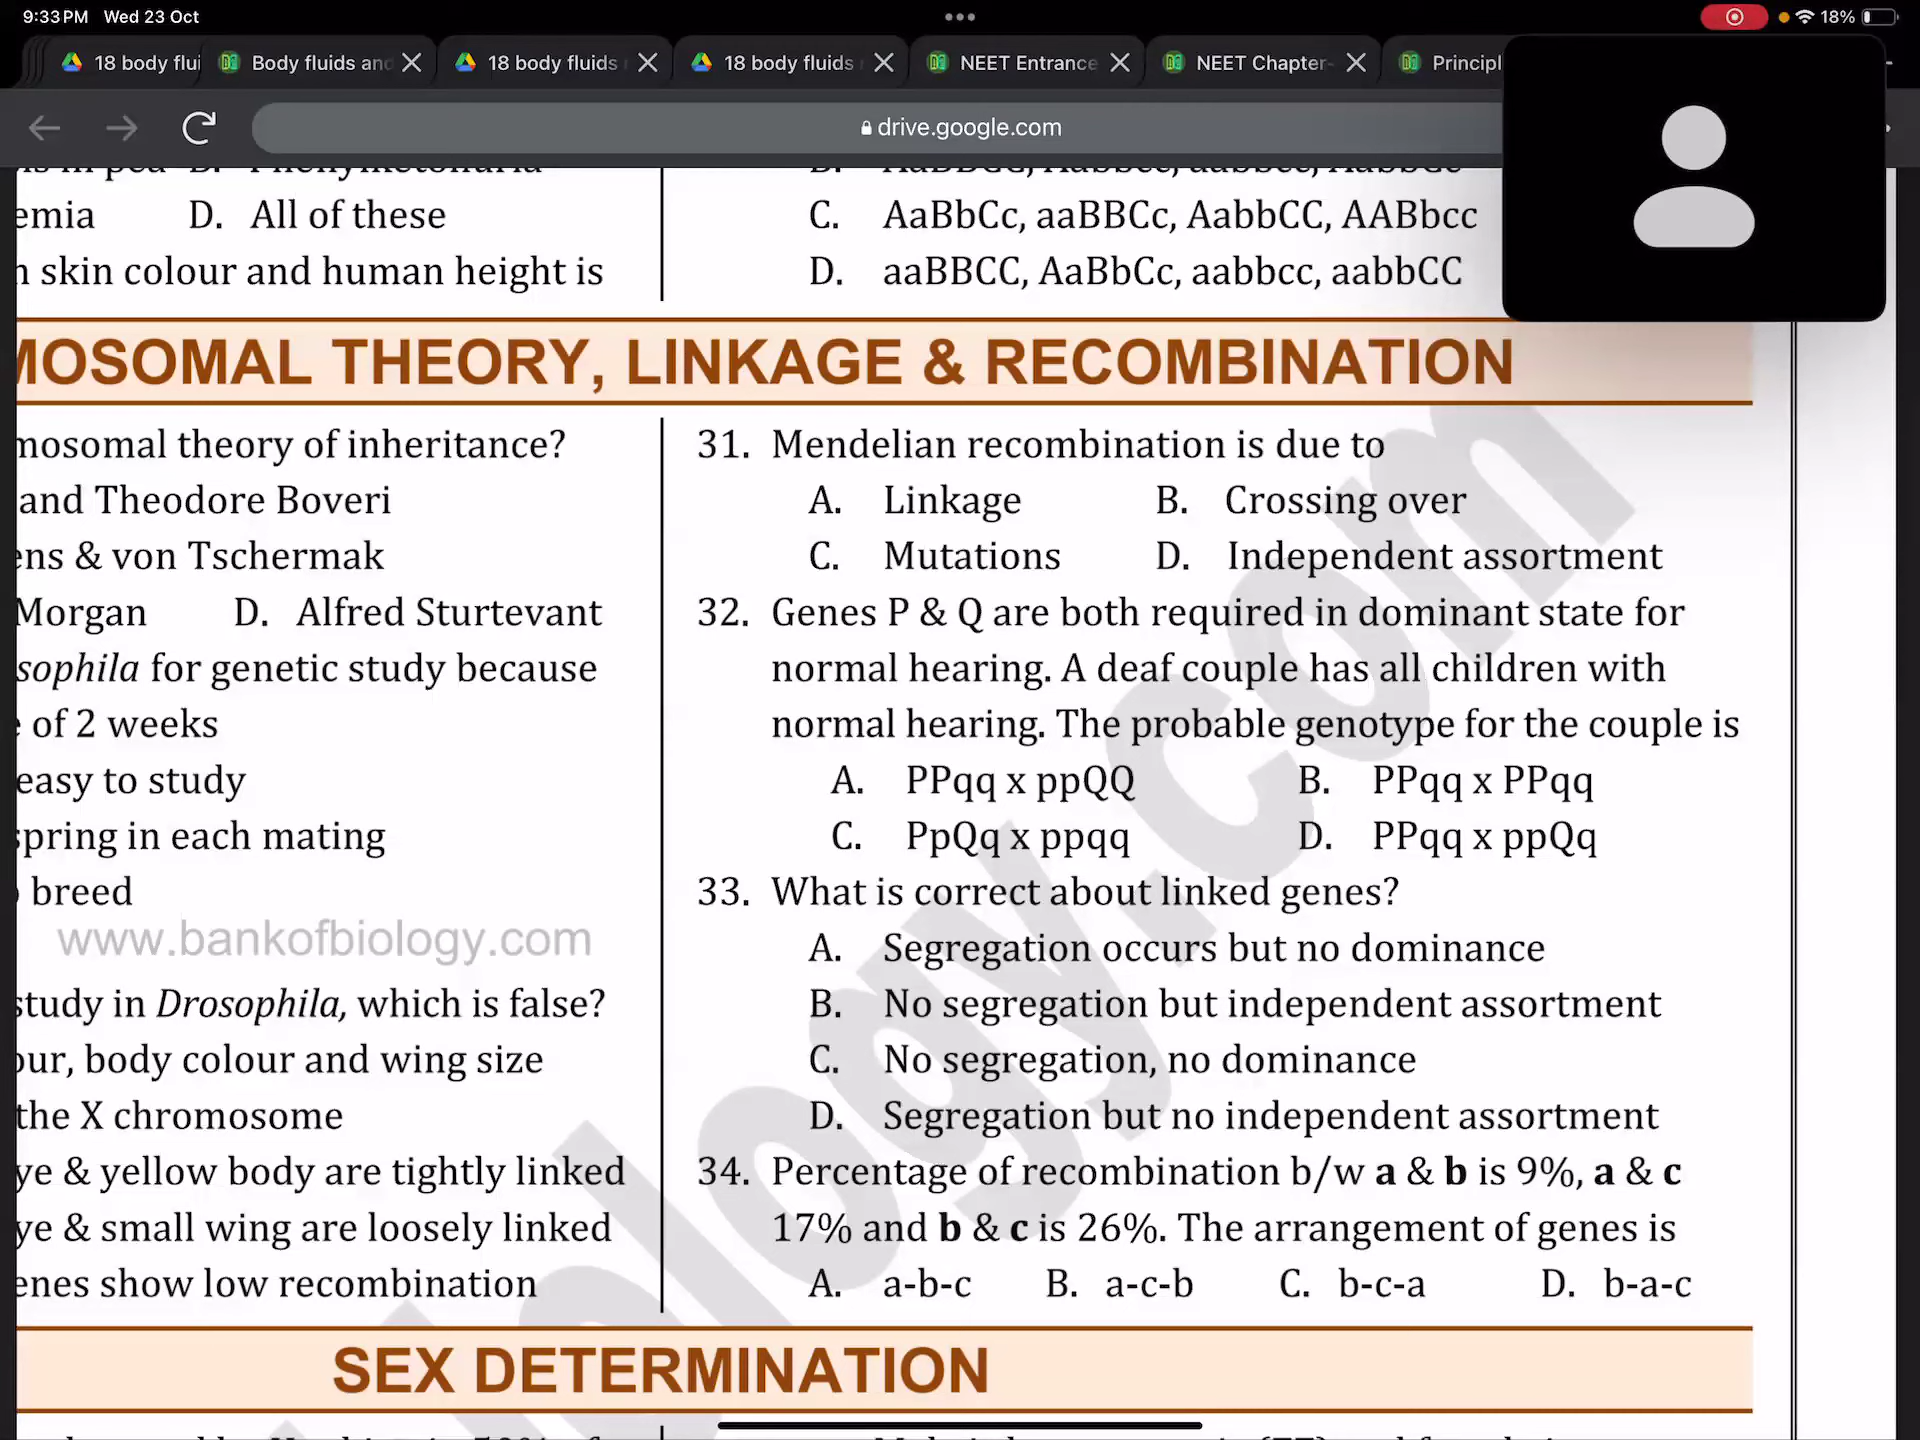 9:33 PM Wed 23 Oct
18%
18 body flui
Body fluids and
18 body fluids
18 body fluids
NEET Entrance
NEET Chapter-
Principl
drive.google.com
emia D. All of these
skin colour and human height is
C. AaBbCc, aaBBCc, AabbCC, AABbcc
D. aaBBCC, AaBbCc, aabbcc, aabbCC
MOSOMAL THEORY, LINKAGE & RECOMBINATION
mosomal theory of inheritance?
and Theodore Boveri
ens & von Tschermak
Morgan D. Alfred Sturtevant
sophila for genetic study because
of 2 weeks
easy to study
spring in each mating
breed
www.bankofbiology.com
study in Drosophila, which is false?
our, body colour and wing size
the X chromosome
ye & yellow body are tightly linked
ye & small wing are loosely linked
enes show low recombination
31. Mendelian recombination is due to
A. Linkage B. Crossing over
C. Mutations D. Independent assortment
32. Genes P & Q are both required in dominant state for
normal hearing. A deaf couple has all children with
normal hearing. The probable genotype for the couple is
A. PPqq x ppQQ B. PPqq x PPqq
C. PpQq x ppqq D. PPqq x ppQq
33. What is correct about linked genes?
A. Segregation occurs but no dominance
B. No segregation but independent assortment
C. No segregation, no dominance
D. Segregation but no independent assortment
34. Percentage of recombination b/w a & b is 9%, a & c
17% and b & c is 26%. The arrangement of genes is
A. a-b-c B. a-c-b C. b-c-a D. b-a-c
ology.com
SEX DETERMINATION